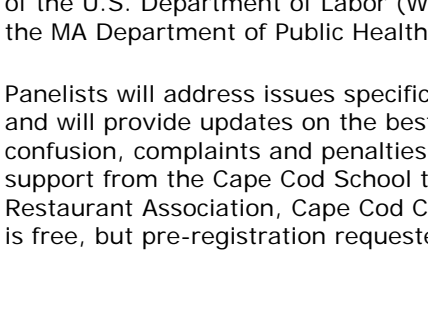 of the U.S. Department of Labor (W
the MA Department of Public Health
Panelists will address issues specific
and will provide updates on the best
confusion, complaints and penalties
support from the Cape Cod School t
Restaurant Association, Cape Cod C
is free, but pre-registration requeste